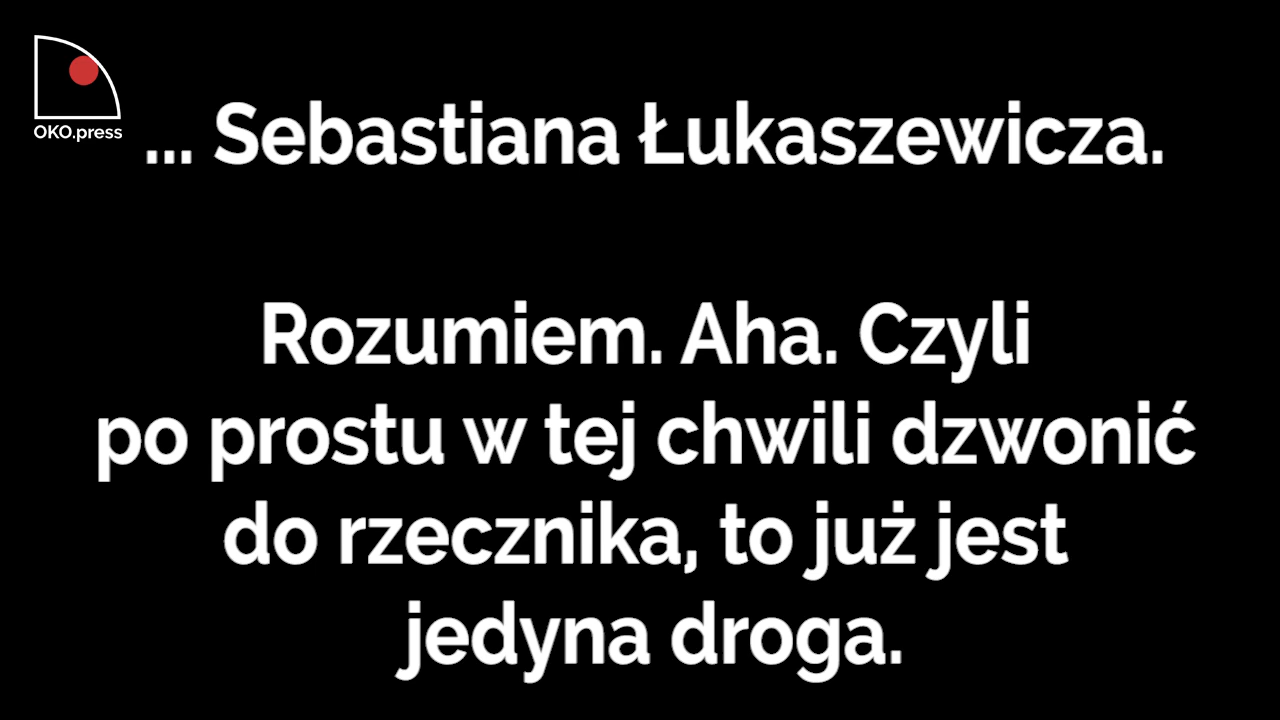 OKO.press
... Sebastiana Łukaszewicza.
Rozumiem. Aha. Czyli
po prostu w tej chwili dzwonić
do rzecznika, to już jest
jedyna droga.